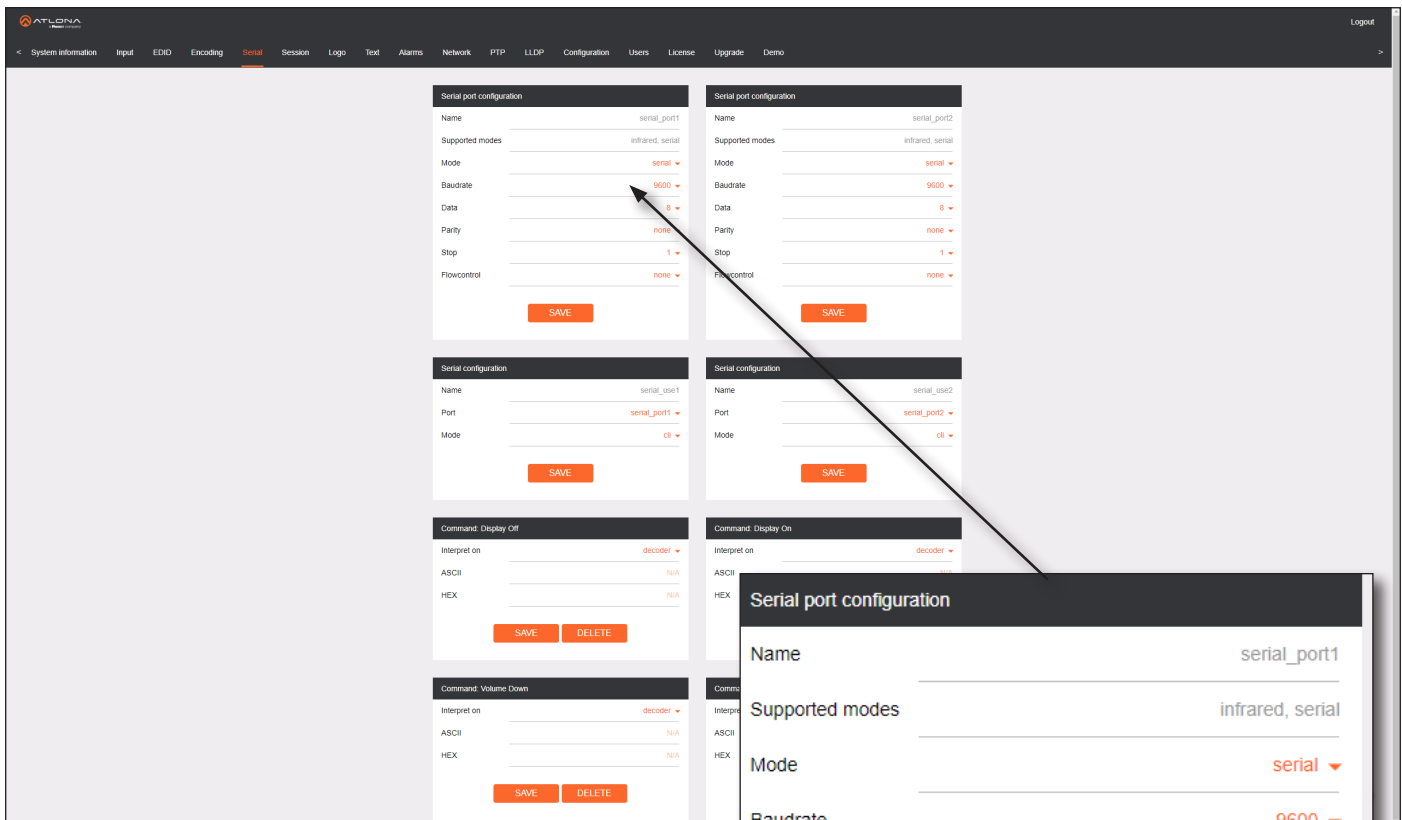 ATLONA
Logout
< System information Input EDID Encoding Serial Session Logo Text Alarms Network PTP LLDP Configuration Users License Upgrade Demo >
Serial port configuration
Name serial_port1
Supported modes infrared, serial
Mode serial
Baudrate 9600
Data 8
Parity none
Stop 1
Flowcontrol none
SAVE
Serial port configuration
Name serial_port2
Supported modes infrared, serial
Mode serial
Baudrate 9600
Data 8
Parity none
Stop 1
Flowcontrol none
SAVE
Serial configuration
Name serial_use1
Port serial_port1
Mode cli
SAVE
Serial configuration
Name serial_use2
Port serial_port2
Mode cli
SAVE
Command: Display Off
Interpret on decoder
ASCII N/A
HEX N/A
SAVE DELETE
Command: Display On
Interpret on decoder
ASCII
HEX
Command: Volume Down
Interpret on decoder
ASCII N/A
HEX N/A
SAVE DELETE
ASCII
HEX
Serial port configuration
Name serial_port1
Supported modes infrared, serial
Mode serial
Baudrate 9600